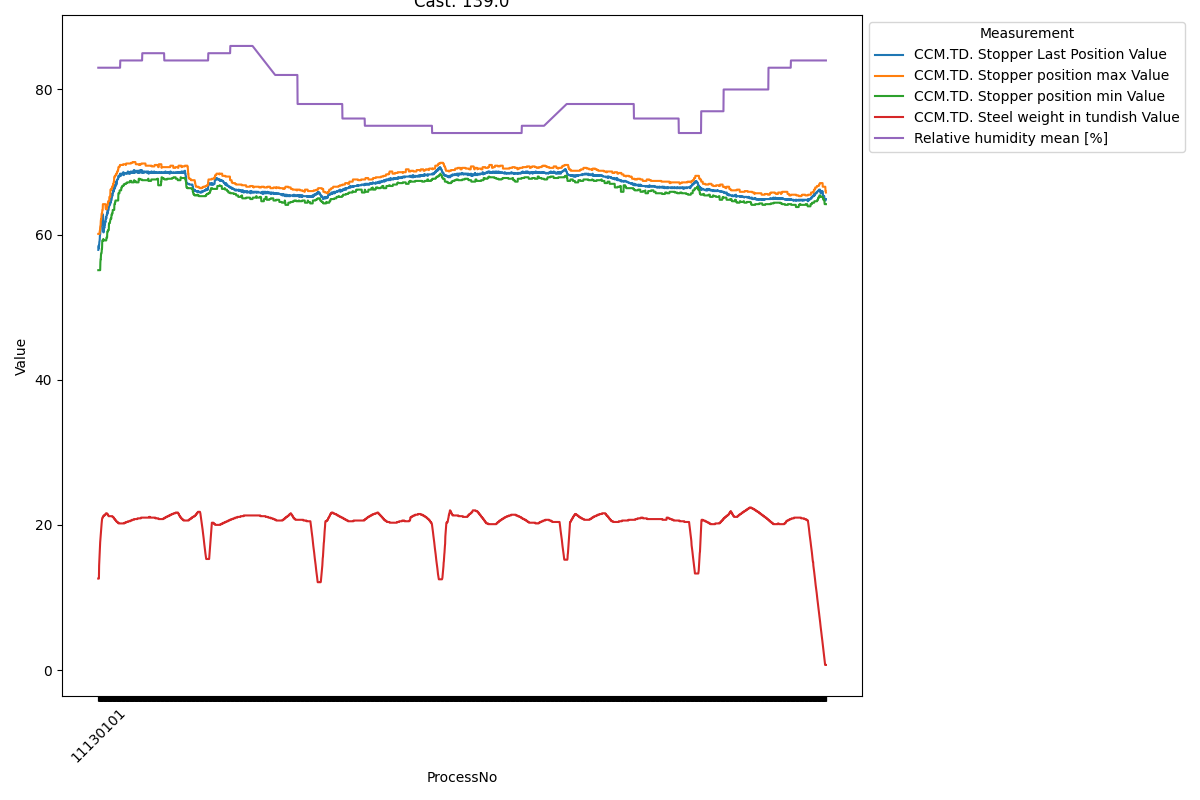 Cast: 139.0
Measurement
CCM.TD. Stopper Last Position Value
CCM.TD. Stopper position max Value
CCM.TD. Stopper position min Value
CCM.TD. Steel weight in tundish Value
Relative humidity mean [%]
80
60
40
20
0
Value
11130101
ProcessNo